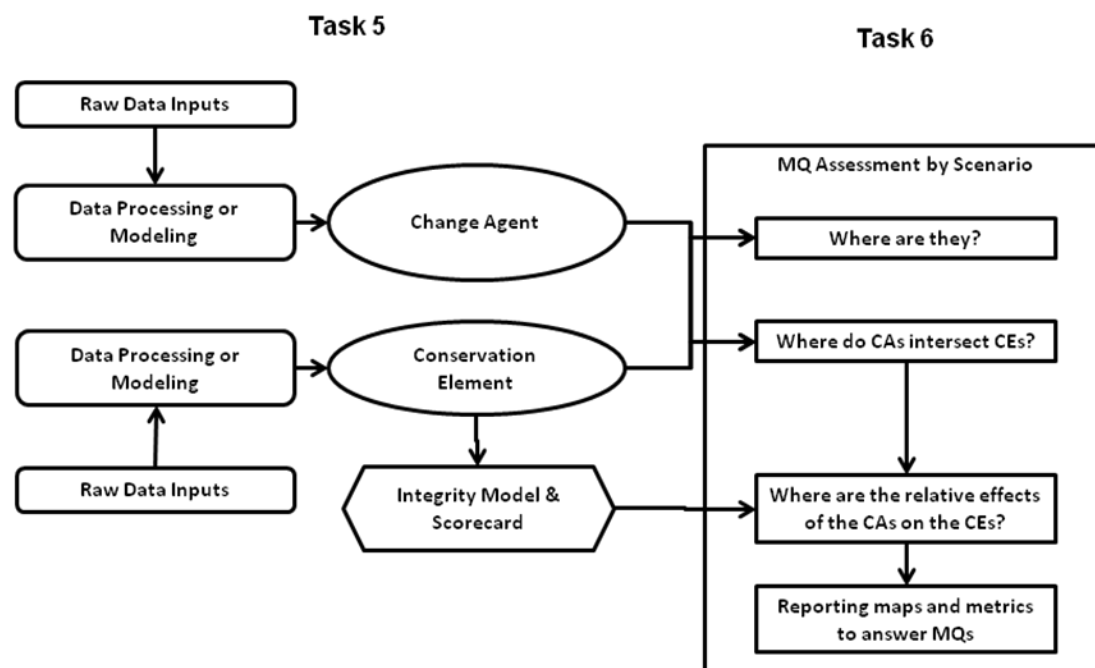 Task 5
Task 6
Raw Data Inputs
MQ Assessment by Scenario
Data Processing or
Modeling
Change Agent
Where are they?
Data Processing or
Modeling
Conservation
Element
Where do CAs intersect CEs?
Raw Data Inputs
Integrity Model &
Scorecard
Where are the relative effects
of the CAs on the CEs?
Reporting maps and metrics
to answer MQs